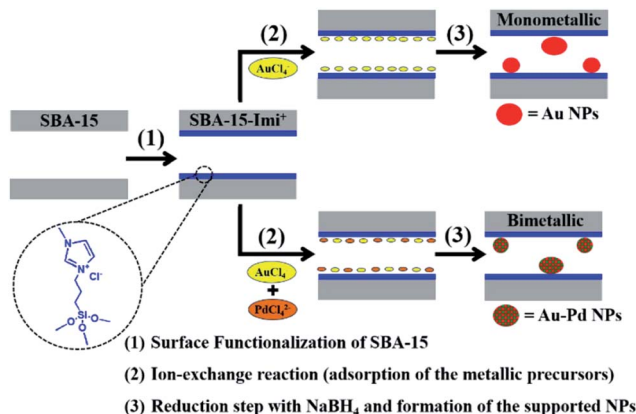 Monometallic
(2)
(3)
AuCl₄⁻
SBA-15
SBA-15-Imi⁺
(1)
= Au NPs
Bimetallic
(2)
(3)
N
N⁺
Cl⁻
AuCl₄
+
PdCl₄²⁻
= Au-Pd NPs
Si
O
O
O
(1) Surface Functionalization of SBA-15
(2) Ion-exchange reaction (adsorption of the metallic precursors)
(3) Reduction step with NaBH₄ and formation of the supported NPs